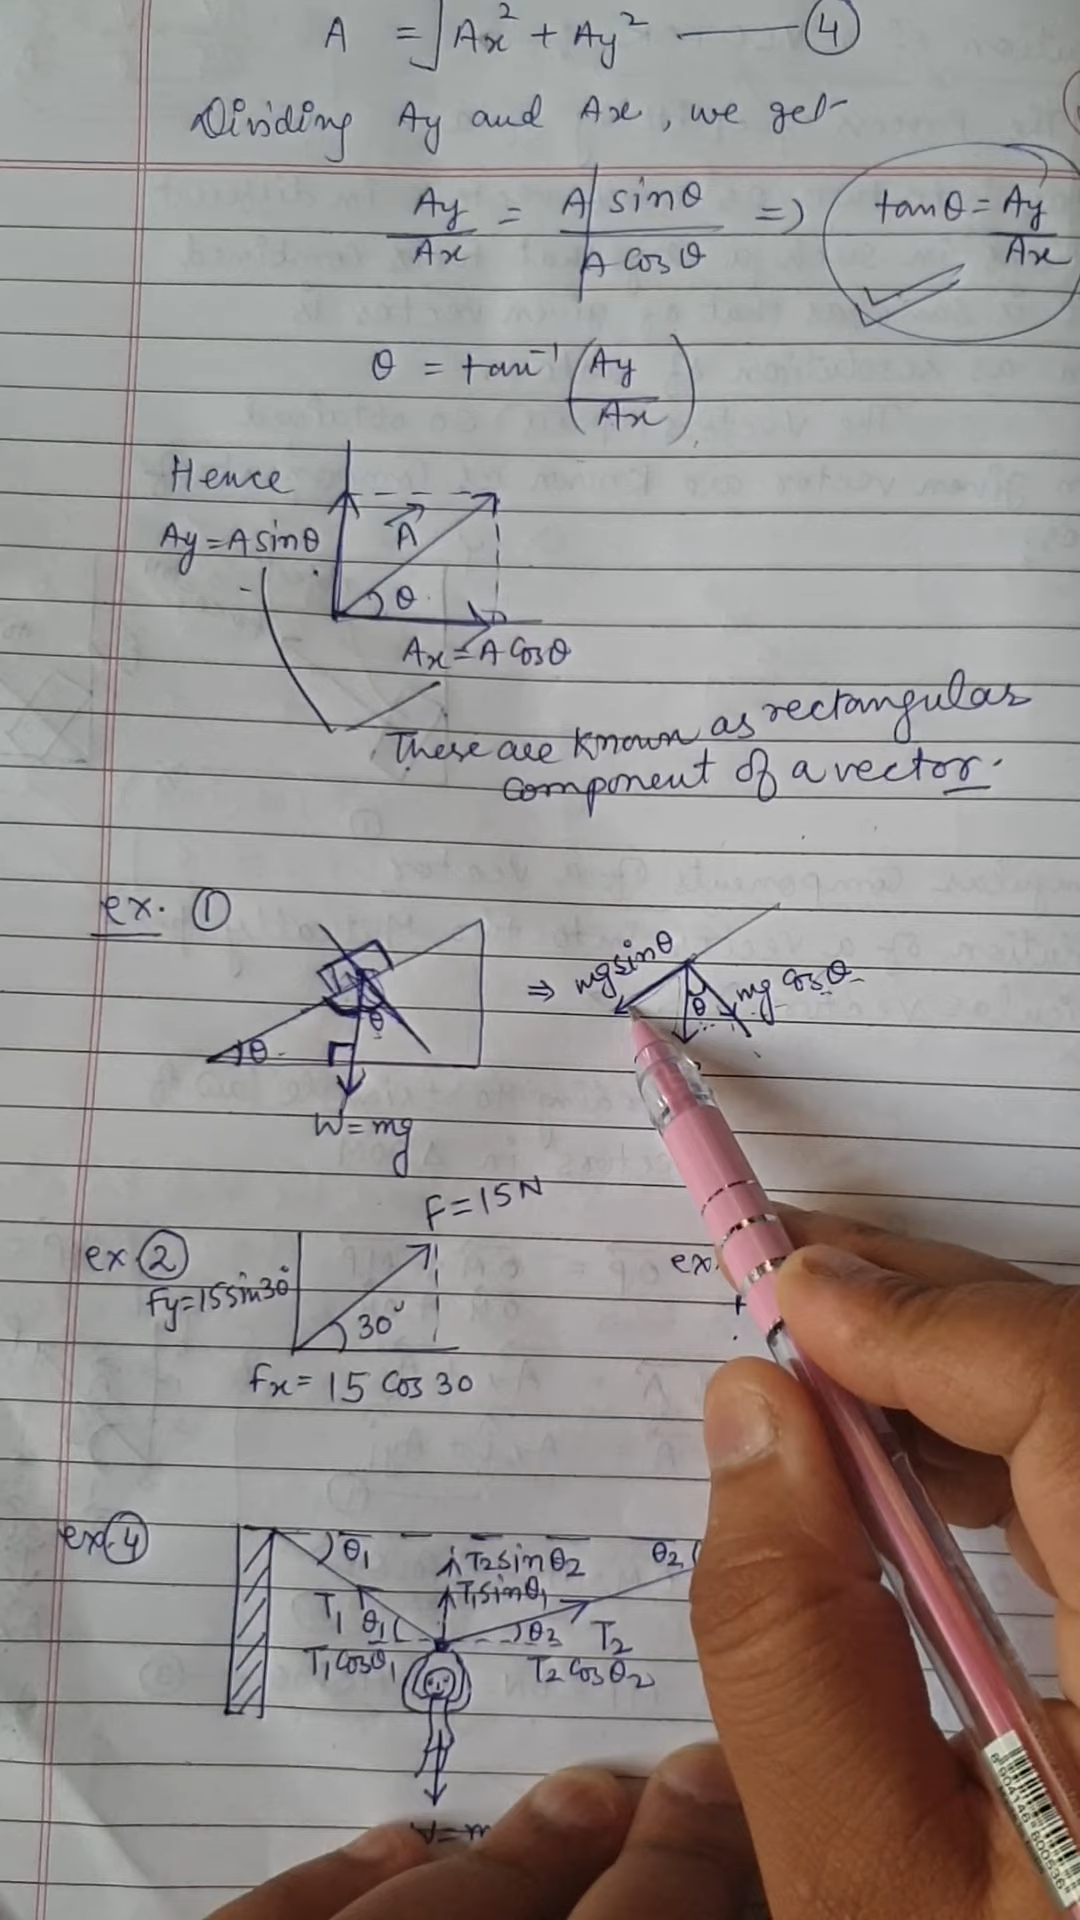 A = √Ax² + Ay² —— ④
Dividing Ay and Ax, we get
Ay/Ax = A sinθ/A cosθ => tanθ = Ay/Ax
θ = tan⁻¹(Ay/Ax)
Hence
A
Ay = A sinθ
θ
Ax = A cosθ
These are known as rectangular
component of a vector.
ex. ①
θ
θ
W = mg
⇒ mg sinθ
θ
mg cosθ
F = 15N
ex ②
Fy = 15 sin 30°
30°
Fx = 15 cos 30
ex.
ex ④
θ₁
T₂ sinθ₂
θ₂
T₁ sinθ₁
T₁
θ₁
T₂
T₁ cosθ₁
T₂ cosθ₂